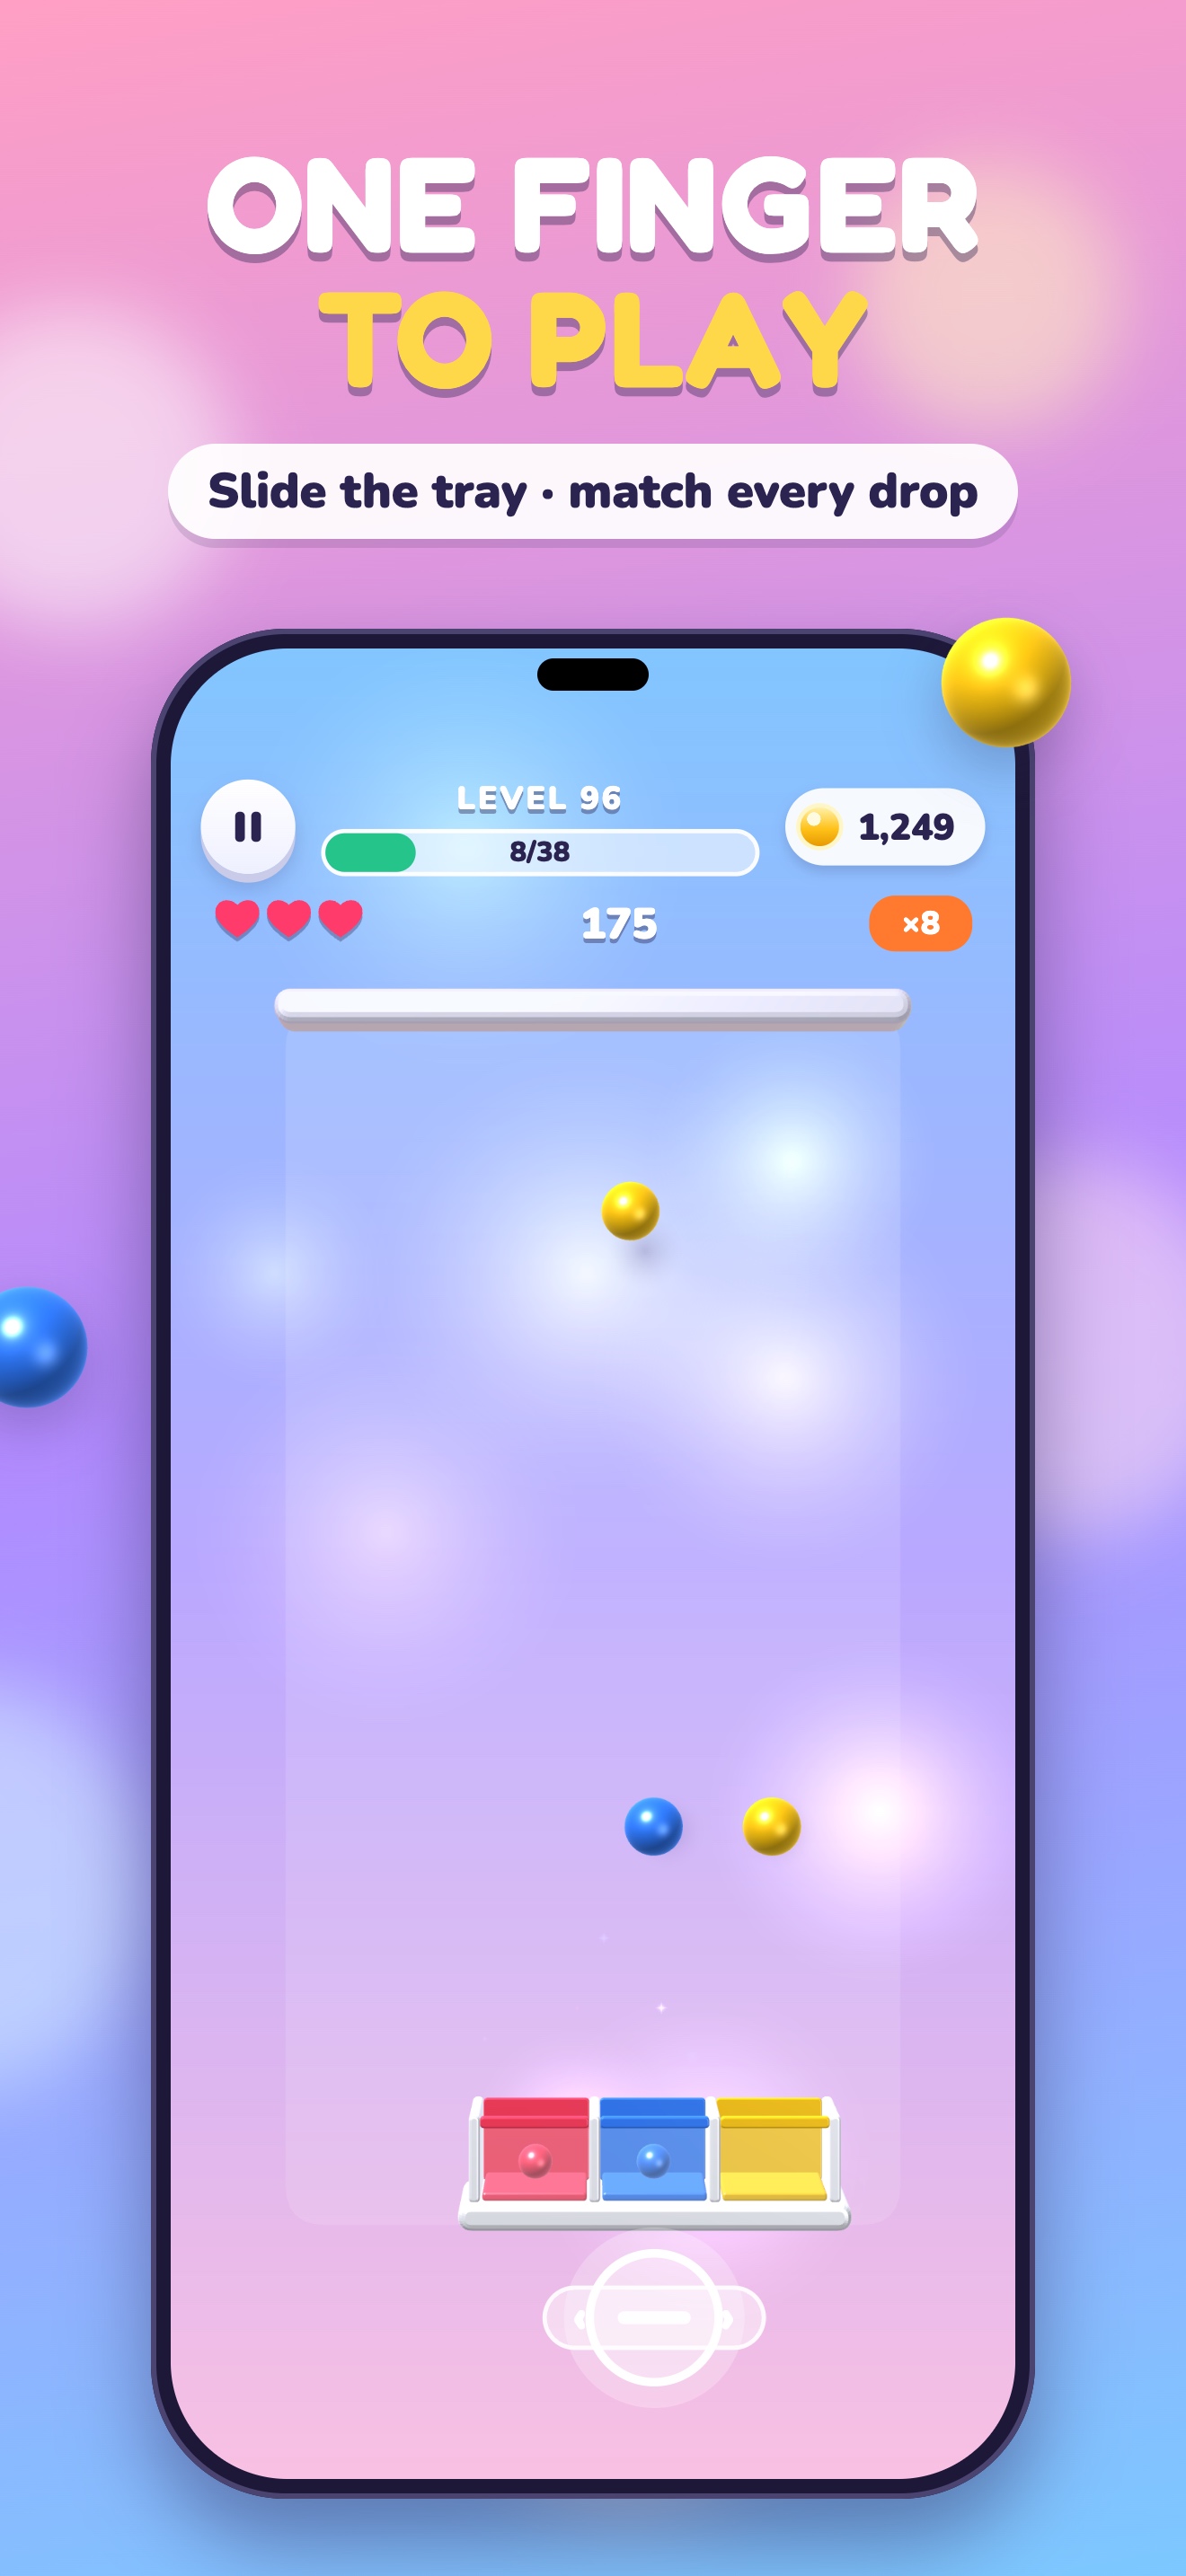 ONE FINGER
TO PLAY
Slide the tray · match every drop
LEVEL 96
8/38
1,249
175
×8